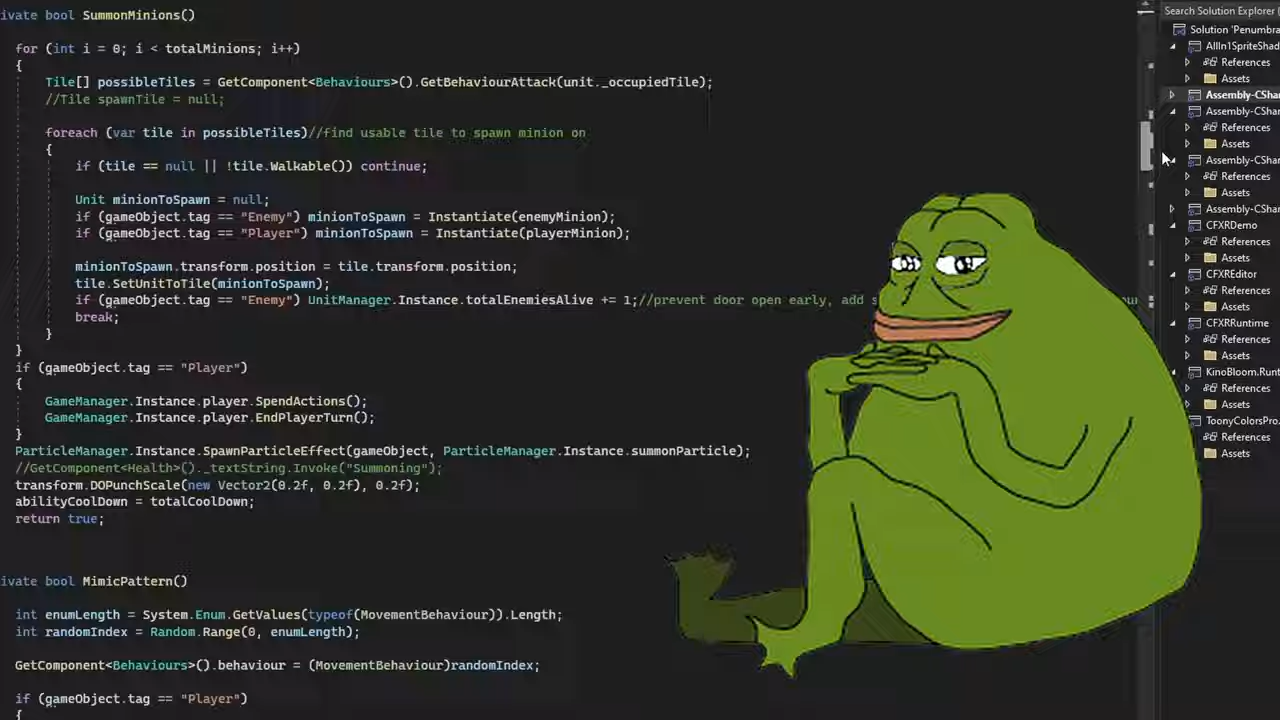 ivate bool SummonMinions()
for (int i = 0; i < totalMinions; i++)
{
Tile[] possibleTiles = GetComponent<Behaviours>().GetBehaviourAttack(unit._occupiedTile);
//Tile spawnTile = null;
foreach (var tile in possibleTiles)//find usable tile to spawn minion on
{
if (tile == null || !tile.Walkable()) continue;
Unit minionToSpawn = null;
if (gameObject.tag == "Enemy") minionToSpawn = Instantiate(enemyMinion);
if (gameObject.tag == "Player") minionToSpawn = Instantiate(playerMinion);
minionToSpawn.transform.position = tile.transform.position;
tile.SetUnitToTile(minionToSpawn);
if (gameObject.tag == "Enemy") UnitManager.Instance.totalEnemiesAlive += 1;//prevent door open early, add
break;
}
}
if (gameObject.tag == "Player")
{
GameManager.Instance.player.SpendActions();
GameManager.Instance.player.EndPlayerTurn();
}
ParticleManager.Instance.SpawnParticleEffect(gameObject, ParticleManager.Instance.summonParticle);
//GetComponent<Health>()._textString.Invoke("Summoning");
transform.DOPunchScale(new Vector2(0.2f, 0.2f), 0.2f);
abilityCoolDown = totalCoolDown;
return true;
ivate bool MimicPattern()
int enumLength = System.Enum.GetValues(typeof(MovementBehaviour)).Length;
int randomIndex = Random.Range(0, enumLength);
GetComponent<Behaviours>().behaviour = (MovementBehaviour)randomIndex;
if (gameObject.tag == "Player")
{
Search Solution Explorer (
Solution 'Penumbra
AllIn1SpriteShad
References
Assets
Assembly-CShar
Assembly-CShar
References
Assets
Assembly-CShar
References
Assets
Assembly-CShar
CFXRDemo
References
Assets
CFXREditor
References
Assets
CFXRRuntime
References
Assets
KinoBloom.Runt
References
Assets
ToonyColorsPro.
References
Assets